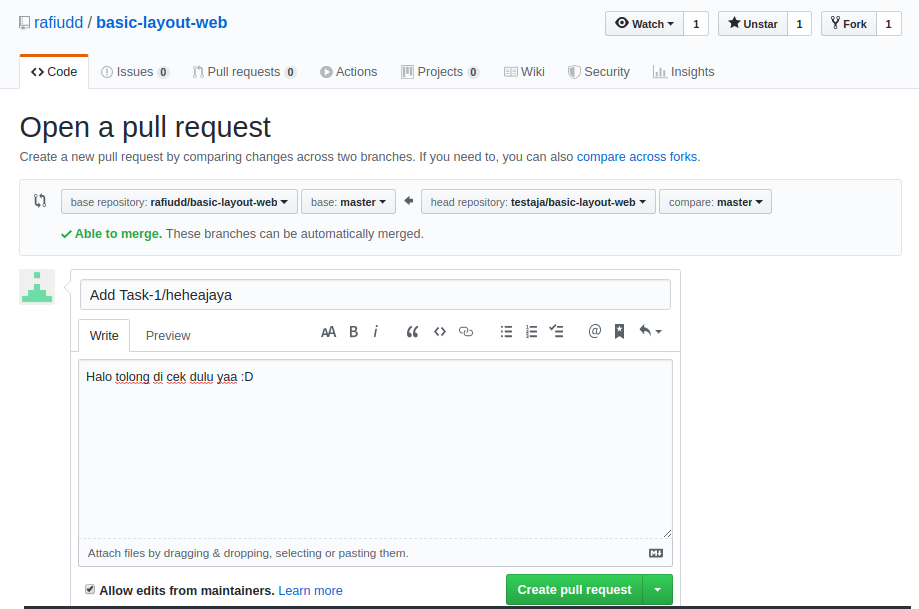 rafiudd / basic-layout-web
Watch 1 Unstar 1 Fork 1
Code Issues 0 Pull requests 0 Actions Projects 0 Wiki Security Insights
Open a pull request
Create a new pull request by comparing changes across two branches. If you need to, you can also compare across forks.
base repository: rafiudd/basic-layout-web base: master head repository: testaja/basic-layout-web compare: master
Able to merge. These branches can be automatically merged.
Add Task-1/heheajaya
Write Preview AA B i @
Halo tolong di cek dulu yaa :D
Attach files by dragging & dropping, selecting or pasting them.
Allow edits from maintainers. Learn more Create pull request